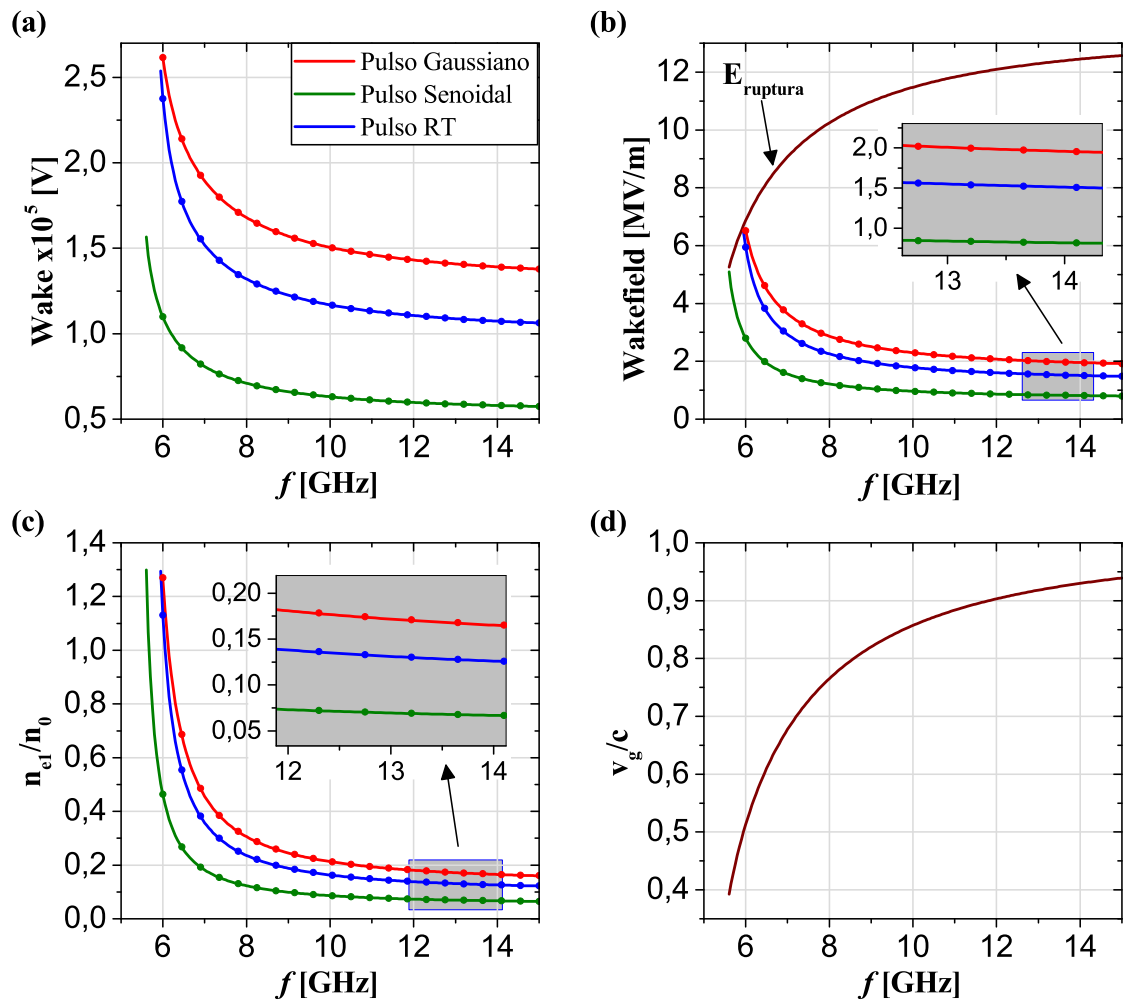 (a)
Wake x10⁵ [V]
2,5
2,0
1,5
1,0
0,5
Pulso Gaussiano
Pulso Senoidal
Pulso RT
6 8 10 12 14
f [GHz]
(b)
Wakefield [MV/m]
12
10
8
6
4
2
0
E_ruptura
2,0
1,5
1,0
13 14
6 8 10 12 14
f [GHz]
(c)
n_e1/n_0
1,4
1,2
1,0
0,8
0,6
0,4
0,2
0,0
0,20
0,15
0,10
0,05
12 13 14
6 8 10 12 14
f [GHz]
(d)
v_g/c
1,0
0,9
0,8
0,7
0,6
0,5
0,4
6 8 10 12 14
f [GHz]